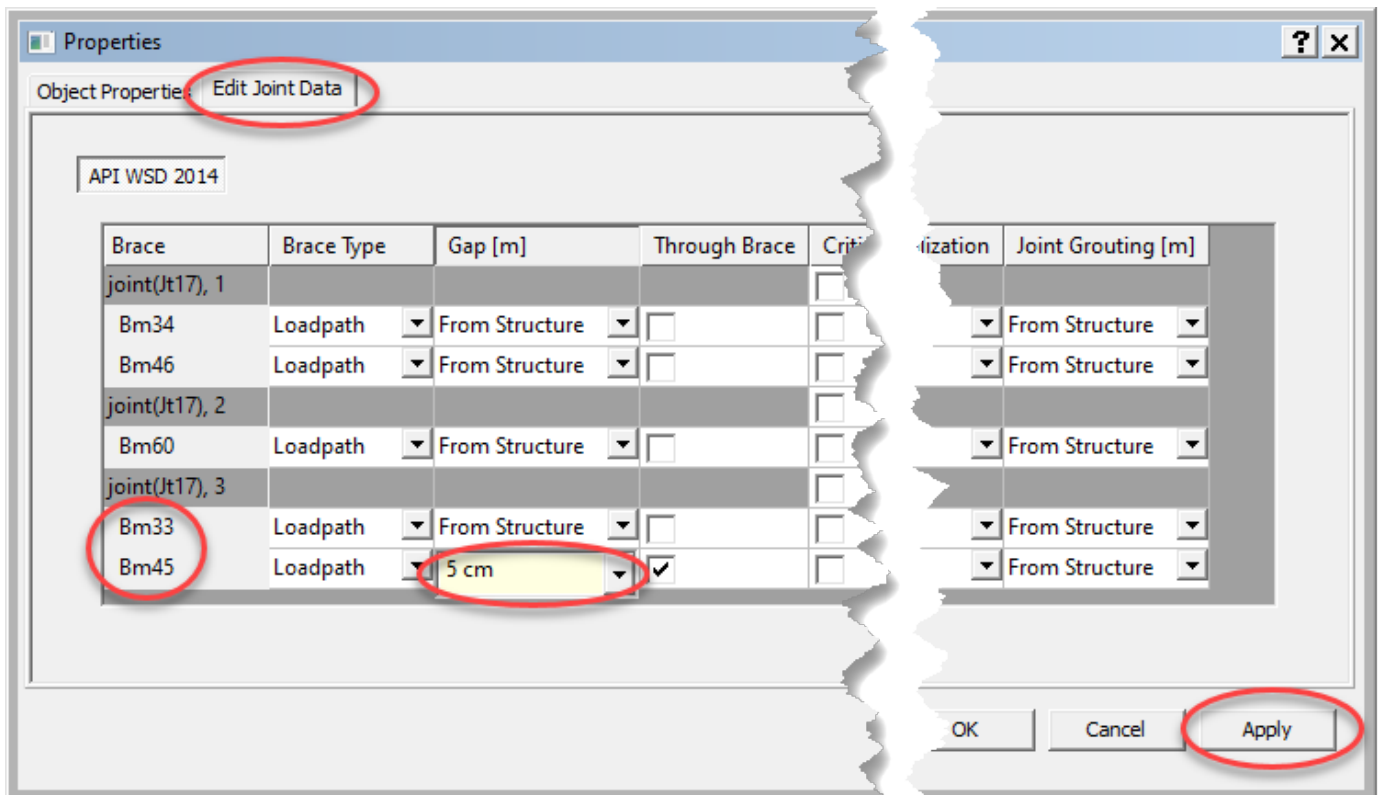 Properties
Object Properties Edit Joint Data
API WSD 2014
Brace Brace Type Gap [m] Through Brace Joint Grouting [m]
joint(Jt17), 1
Bm34 Loadpath From Structure From Structure
Bm46 Loadpath From Structure From Structure
joint(Jt17), 2
Bm60 Loadpath From Structure From Structure
joint(Jt17), 3
Bm33 Loadpath From Structure From Structure
Bm45 Loadpath 5 cm From Structure
OK Cancel Apply